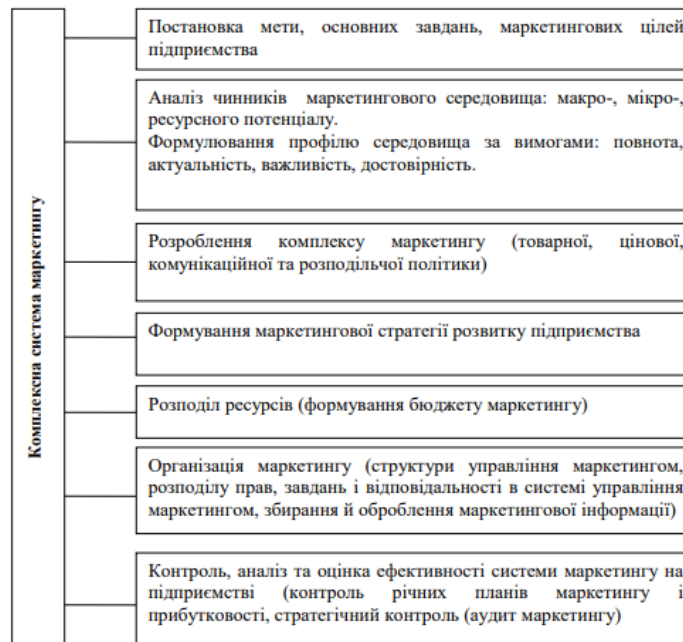 Комплексна система маркетингу
Постановка мети, основних завдань, маркетингових цілей
підприємства
Аналіз чинників маркетингового середовища: макро-, мікро-,
ресурсного потенціалу.
Формулювання профілю середовища за вимогами: повнота,
актуальність, важливість, достовірність.
Розроблення комплексу маркетингу (товарної, цінової,
комунікаційної та розподільчої політики)
Формування маркетингової стратегії розвитку підприємства
Розподіл ресурсів (формування бюджету маркетингу)
Організація маркетингу (структури управління маркетингом,
розподілу прав, завдань і відповідальності в системі управління
маркетингом, збирання й оброблення маркетингової інформації)
Контроль, аналіз та оцінка ефективності системи маркетингу на
підприємстві (контроль річних планів маркетингу і
прибутковості, стратегічний контроль (аудит маркетингу)